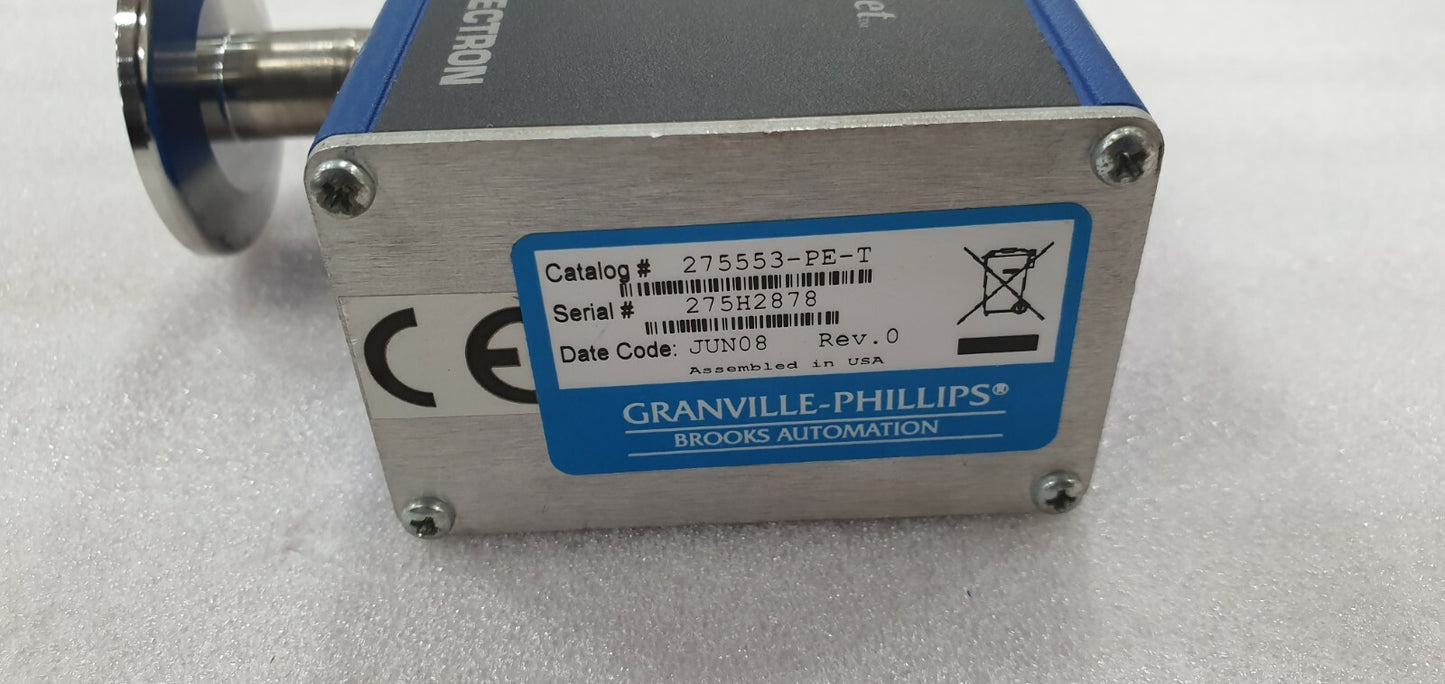 ECTRON
et™
Catalog # 275553-PE-T
Serial # 275H2878
Date Code: JUN08 Rev.0
Assembled in USA
CE
GRANVILLE-PHILLIPS®
BROOKS AUTOMATION